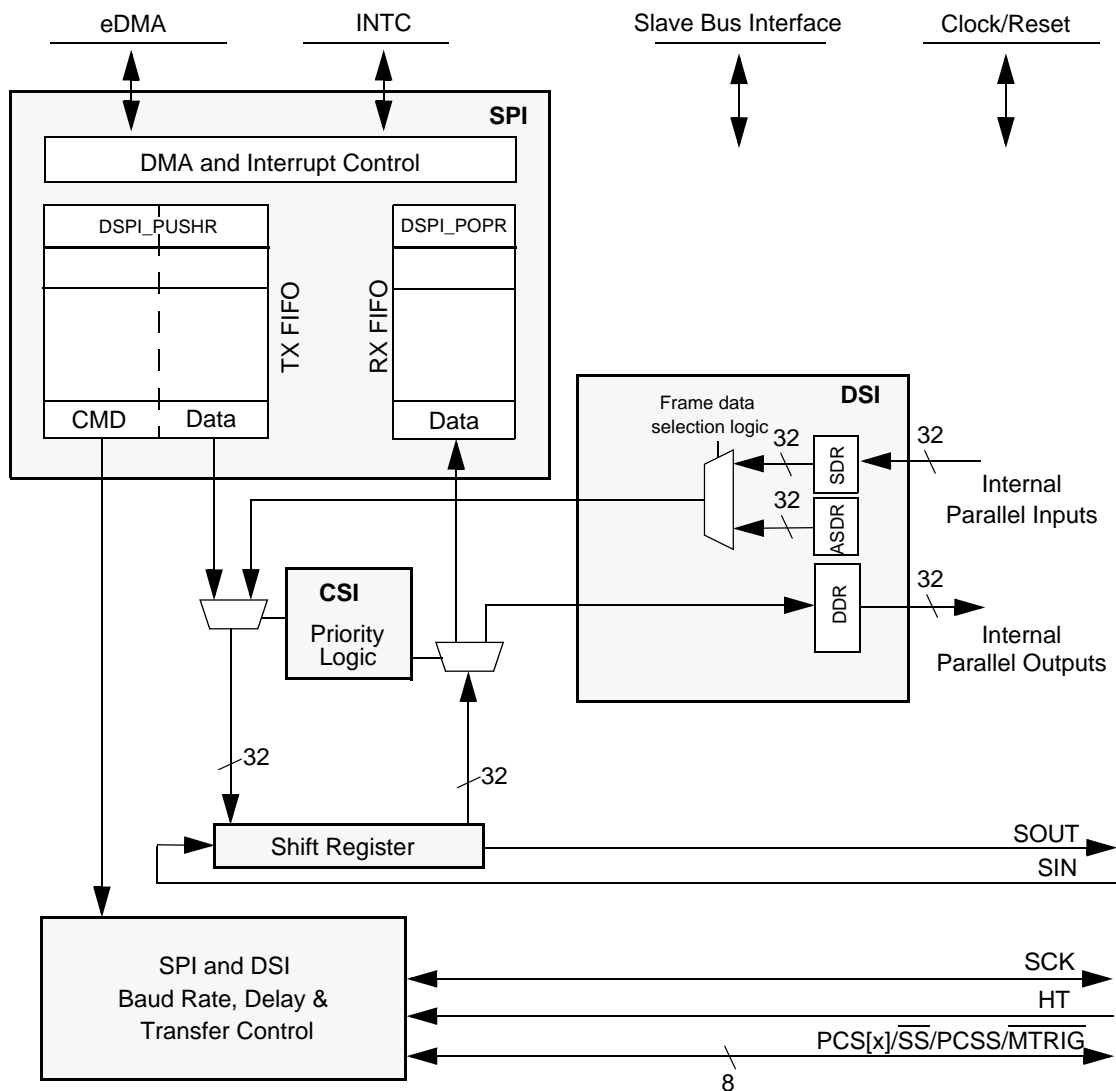 eDMA
INTC
Slave Bus Interface
Clock/Reset
SPI
DMA and Interrupt Control
DSPI_PUSHR
DSPI_POPR
TX FIFO
RX FIFO
CMD
Data
Data
DSI
Frame data
selection logic
32
SDR
32
Internal
Parallel Inputs
32
ASDR
CSI
Priority
Logic
DDR
32
Internal
Parallel Outputs
32
32
Shift Register
SOUT
SIN
SPI and DSI
Baud Rate, Delay &
Transfer Control
SCK
HT
PCS[x]/S̅S̅/PCSS/M̅T̅R̅I̅G̅
8